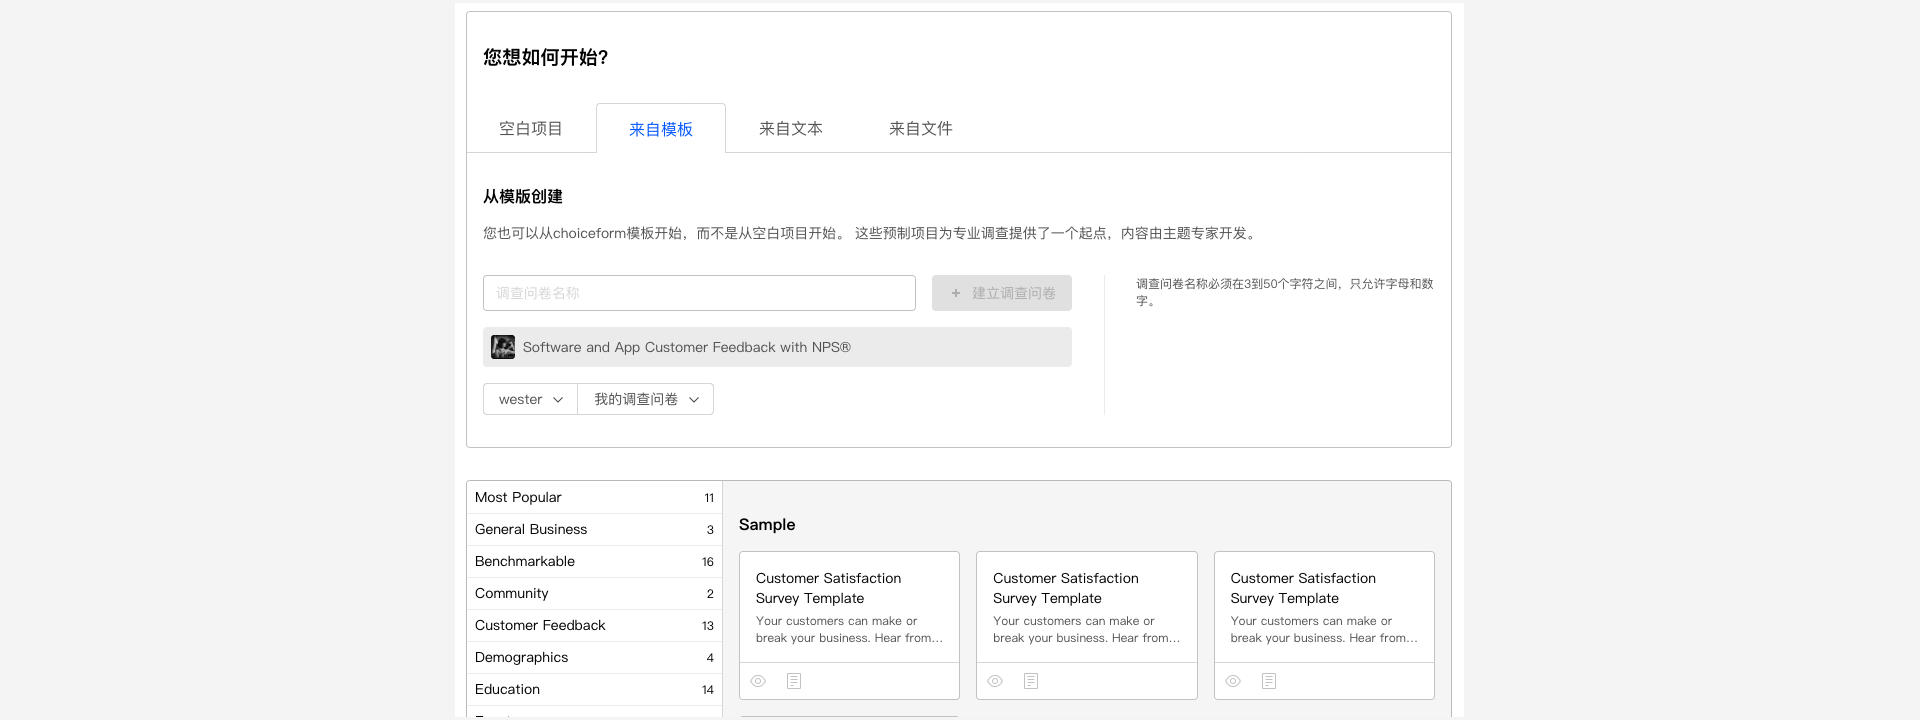 您想如何开始?
空白项目
来自模板
来自文本
来自文件
从模版创建
您也可以从choiceform模板开始，而不是从空白项目开始。 这些预制项目为专业调查提供了一个起点，内容由主题专家开发。
调查问卷名称
+ 建立调查问卷
调查问卷名称必须在3到50个字符之间，只允许字母和数
字。
Software and App Customer Feedback with NPS®
wester
我的调查问卷
Most Popular 11
General Business 3
Benchmarkable 16
Community 2
Customer Feedback 13
Demographics 4
Education 14
Sample
Customer Satisfaction
Survey Template
Your customers can make or
break your business. Hear from...
Customer Satisfaction
Survey Template
Your customers can make or
break your business. Hear from...
Customer Satisfaction
Survey Template
Your customers can make or
break your business. Hear from...